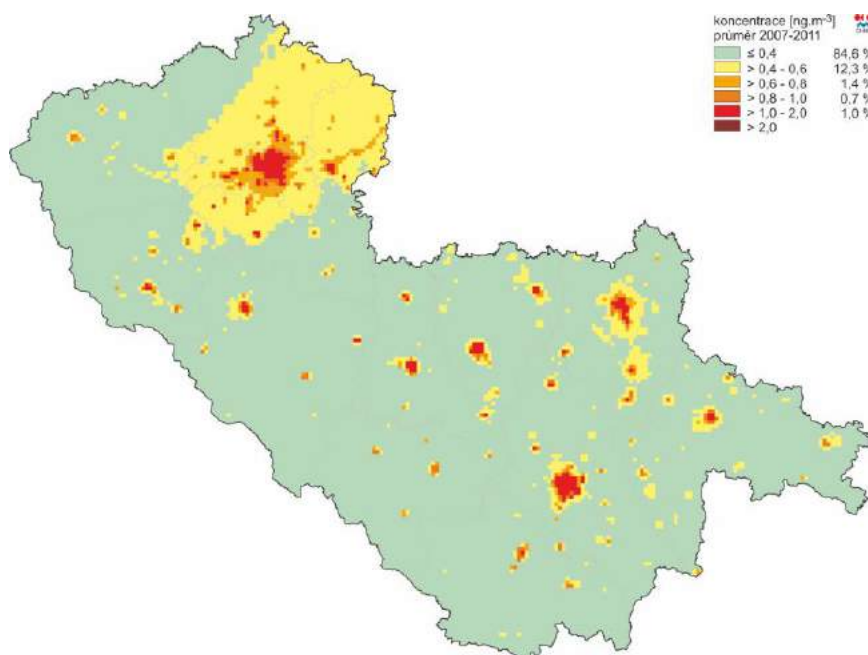 koncentrace [ng.m⁻³]
průměr 2007-2011
≤ 0,4 84,6 %
> 0,4 - 0,6 12,3 %
> 0,6 - 0,8 1,4 %
> 0,8 - 1,0 0,7 %
> 1,0 - 2,0 1,0 %
> 2,0